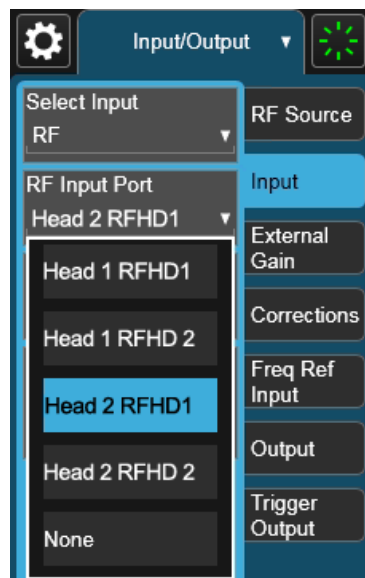 Input/Output
Select Input
RF
RF Input Port
Head 2 RFHD1
Head 1 RFHD1
Head 1 RFHD 2
Head 2 RFHD1
Head 2 RFHD 2
None
RF Source
Input
External
Gain
Corrections
Freq Ref
Input
Output
Trigger
Output